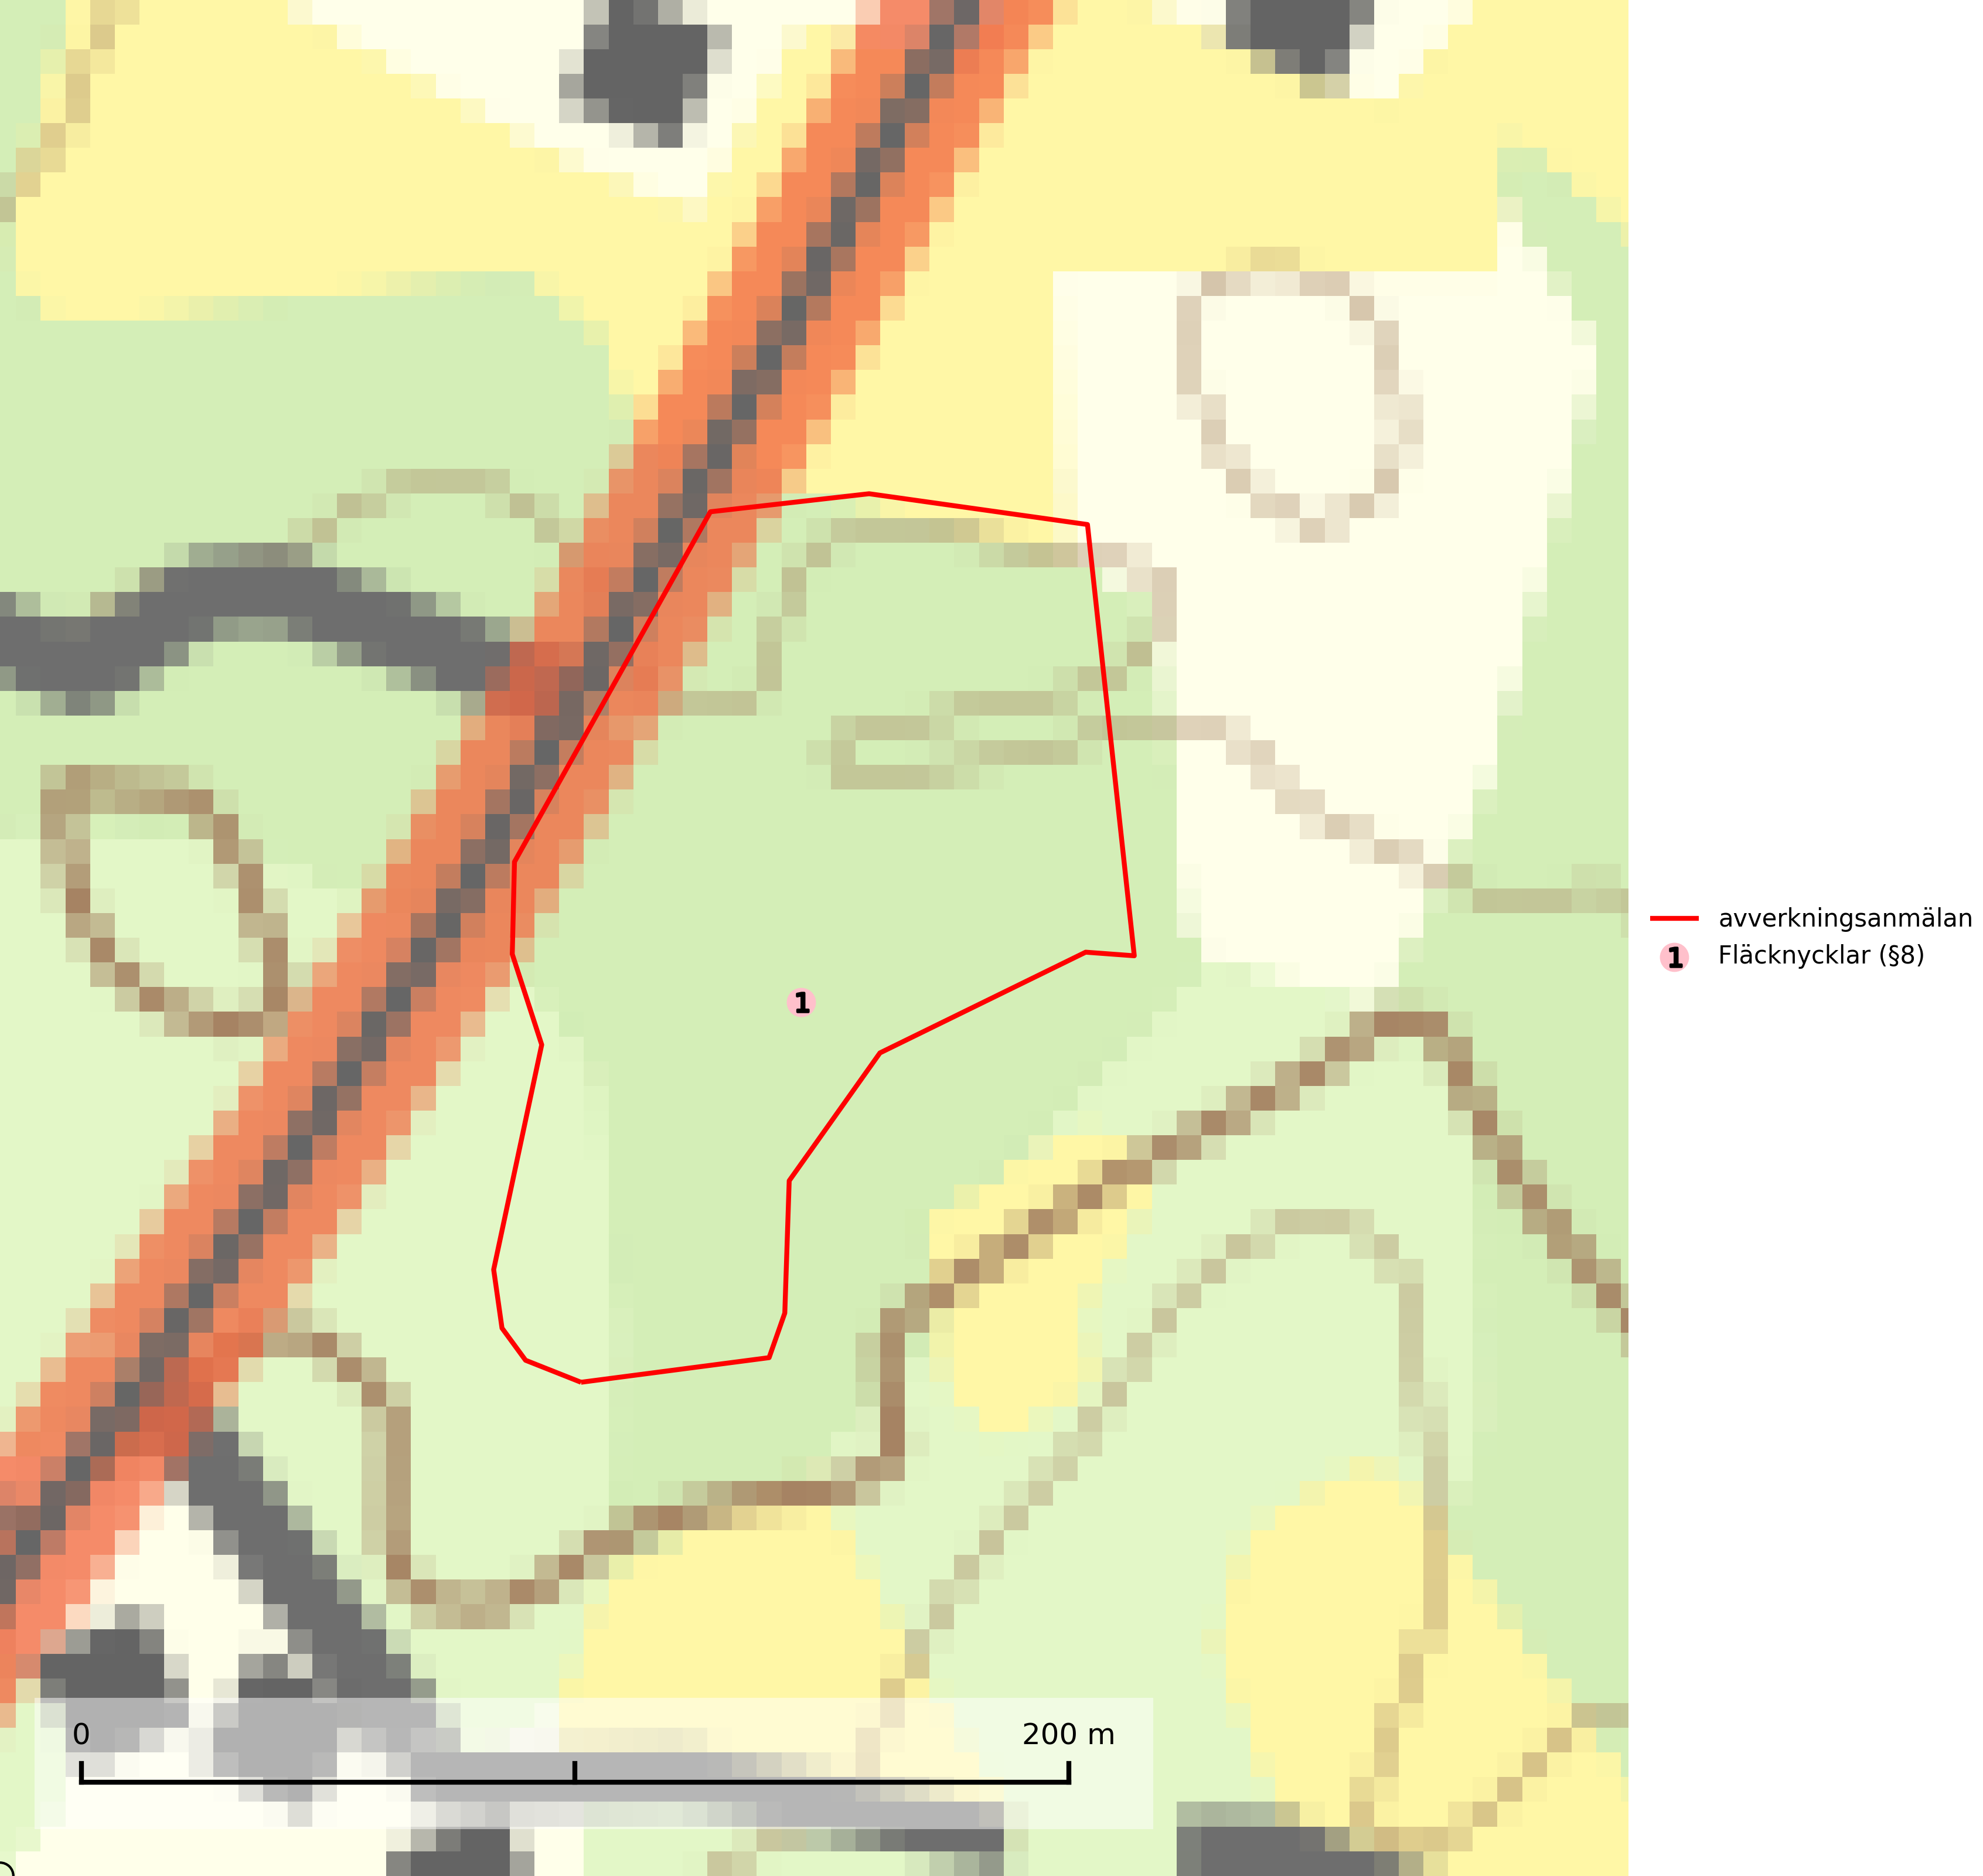 avverkningsanmälan
1 Fläcknycklar (§8)
1
0 200 m